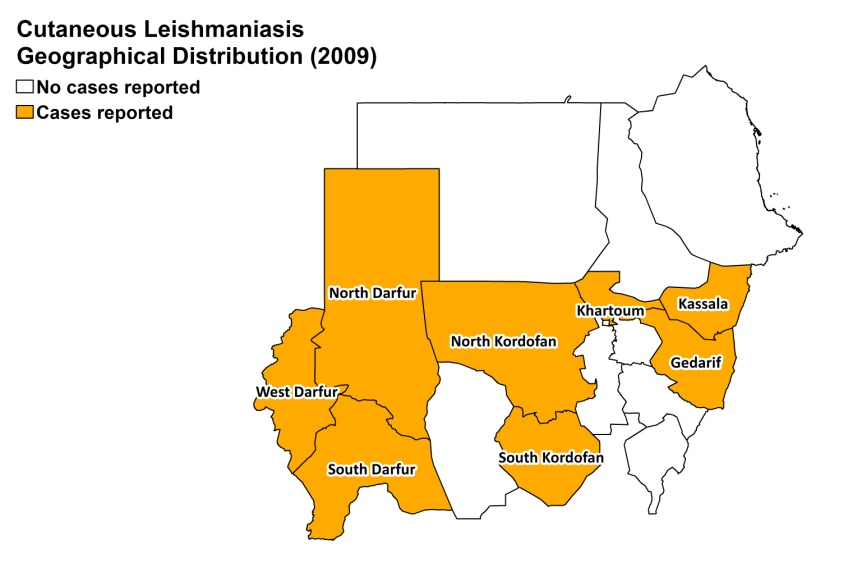 Cutaneous Leishmaniasis
Geographical Distribution (2009)
No cases reported
Cases reported
North Darfur
Kassala
Khartoum
North Kordofan
Gedarif
West Darfur
South Kordofan
South Darfur